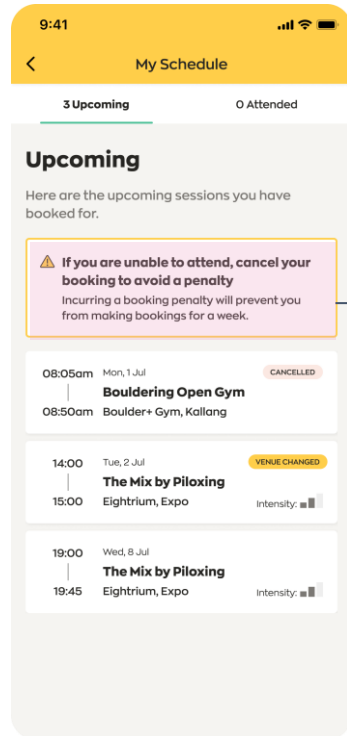 9:41
My Schedule
3 Upcoming
0 Attended
Upcoming
Here are the upcoming sessions you have
booked for.
If you are unable to attend, cancel your
booking to avoid a penalty
Incurring a booking penalty will prevent you
from making bookings for a week.
08:05am Mon, 1 Jul CANCELLED
Bouldering Open Gym
08:50am Boulder+ Gym, Kallang
14:00 Tue, 2 Jul VENUE CHANGED
The Mix by Piloxing
15:00 Eightrium, Expo Intensity:
19:00 Wed, 8 Jul
The Mix by Piloxing
19:45 Eightrium, Expo Intensity: